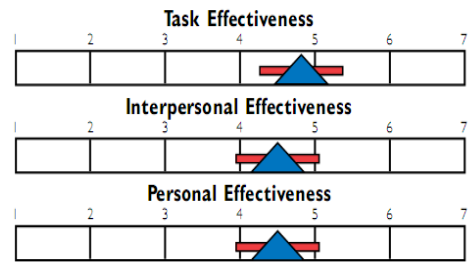 Task Effectiveness
1 2 3 4 5 6 7
Interpersonal Effectiveness
1 2 3 4 5 6 7
Personal Effectiveness
1 2 3 4 5 6 7